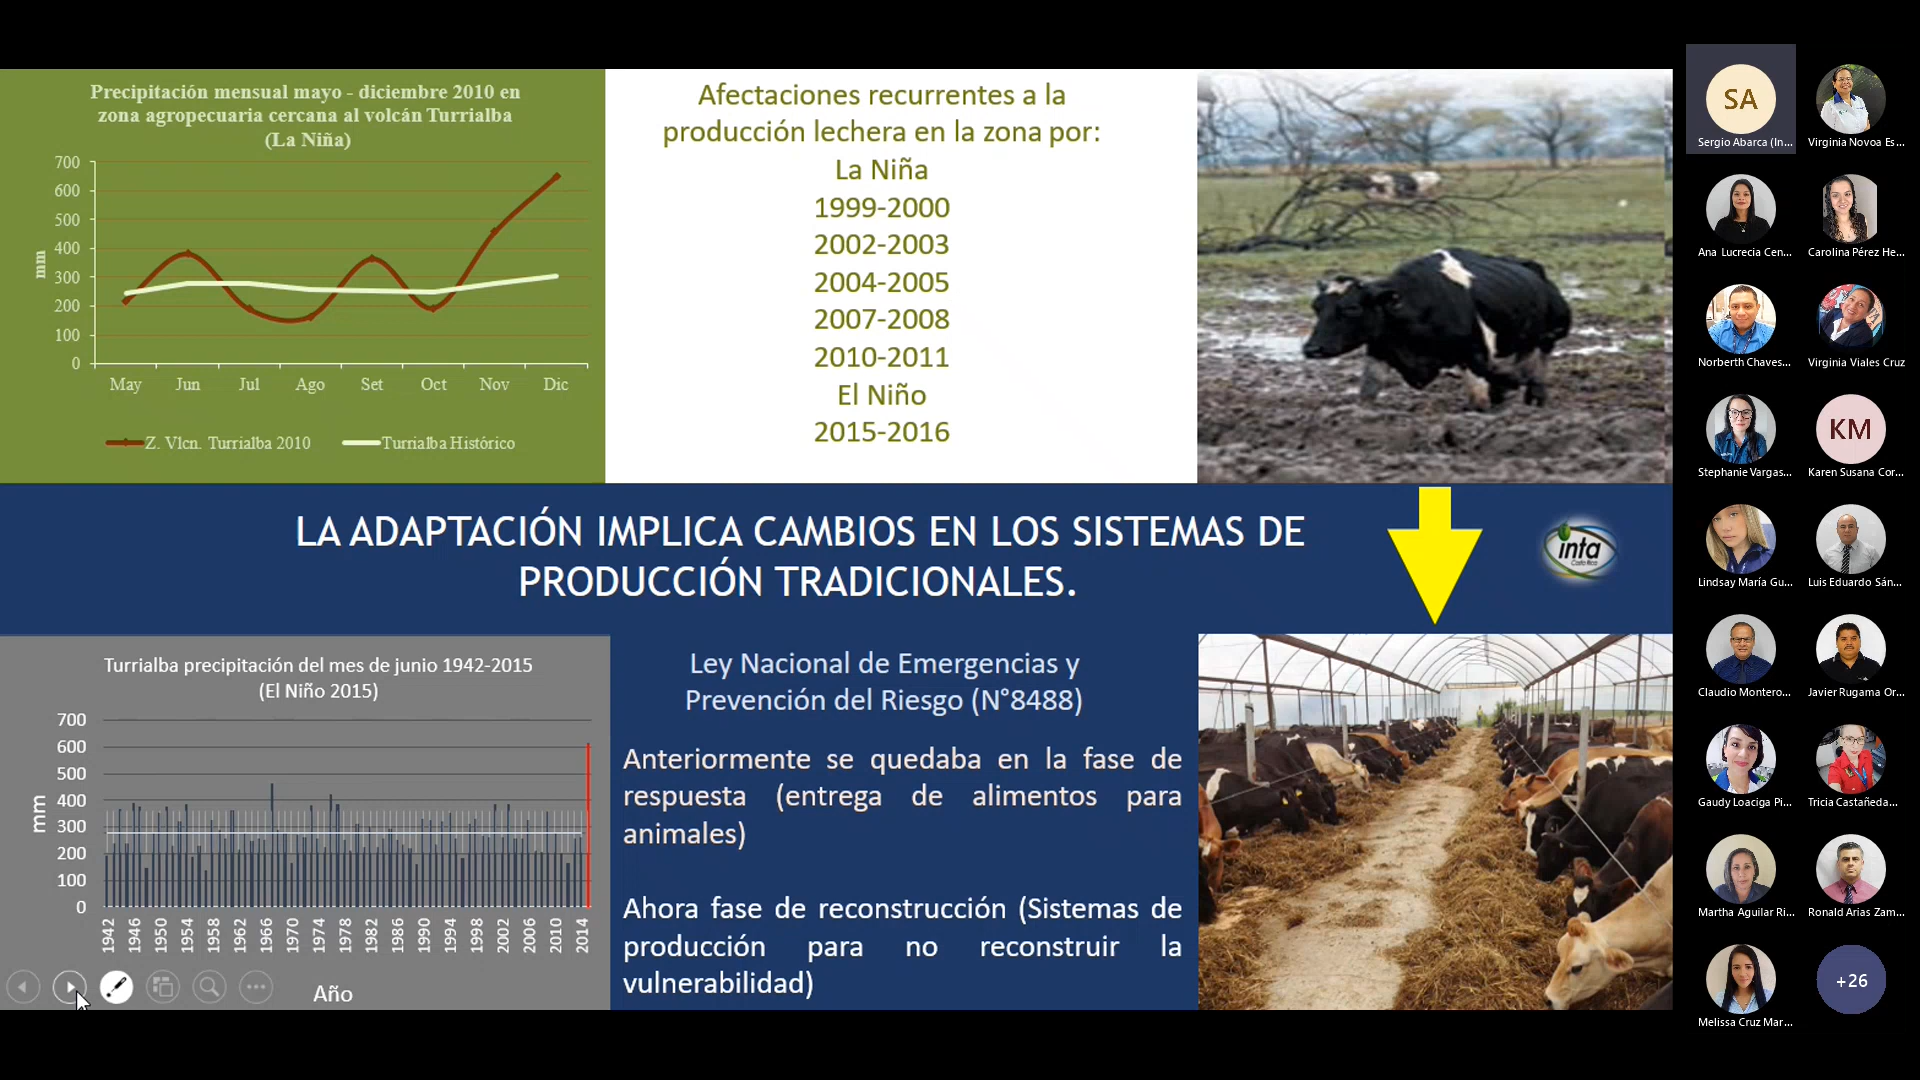 Precipitación mensual mayo - diciembre 2010 en
zona agropecuaria cercana al volcán Turrialba
(La Niña)
700
600
500
400
300
200
100
0
mm
May Jun Jul Ago Set Oct Nov Dic
Z. Vlcn. Turrialba 2010 Turrialba Histórico
Afectaciones recurrentes a la
producción lechera en la zona por:
La Niña
1999-2000
2002-2003
2004-2005
2007-2008
2010-2011
El Niño
2015-2016
LA ADAPTACIÓN IMPLICA CAMBIOS EN LOS SISTEMAS DE
PRODUCCIÓN TRADICIONALES.
inta
Costa Rica
Turrialba precipitación del mes de junio 1942-2015
(El Niño 2015)
700
600
500
400
300
200
100
0
mm
1942 1946 1950 1954 1958 1962 1966 1970 1974 1978 1982 1986 1990 1994 1998 2002 2006 2010 2014
Año
Ley Nacional de Emergencias y
Prevención del Riesgo (N°8488)
Anteriormente se quedaba en la fase de
respuesta (entrega de alimentos para
animales)
Ahora fase de reconstrucción (Sistemas de
producción para no reconstruir la
vulnerabilidad)
SA
Sergio Abarca (In...
Virginia Novoa Es...
Ana Lucrecia Cen...
Carolina Pérez He...
Norberth Chaves...
Virginia Viales Cruz
Stephanie Vargas...
KM
Karen Susana Cor...
Lindsay María Gu...
Luis Eduardo Sán...
Claudio Montero...
Javier Rugama Or...
Gaudy Loaciga Pi...
Tricia Castañeda...
Martha Aguilar Ri...
Ronald Arias Zam...
Melissa Cruz Mar...
+26